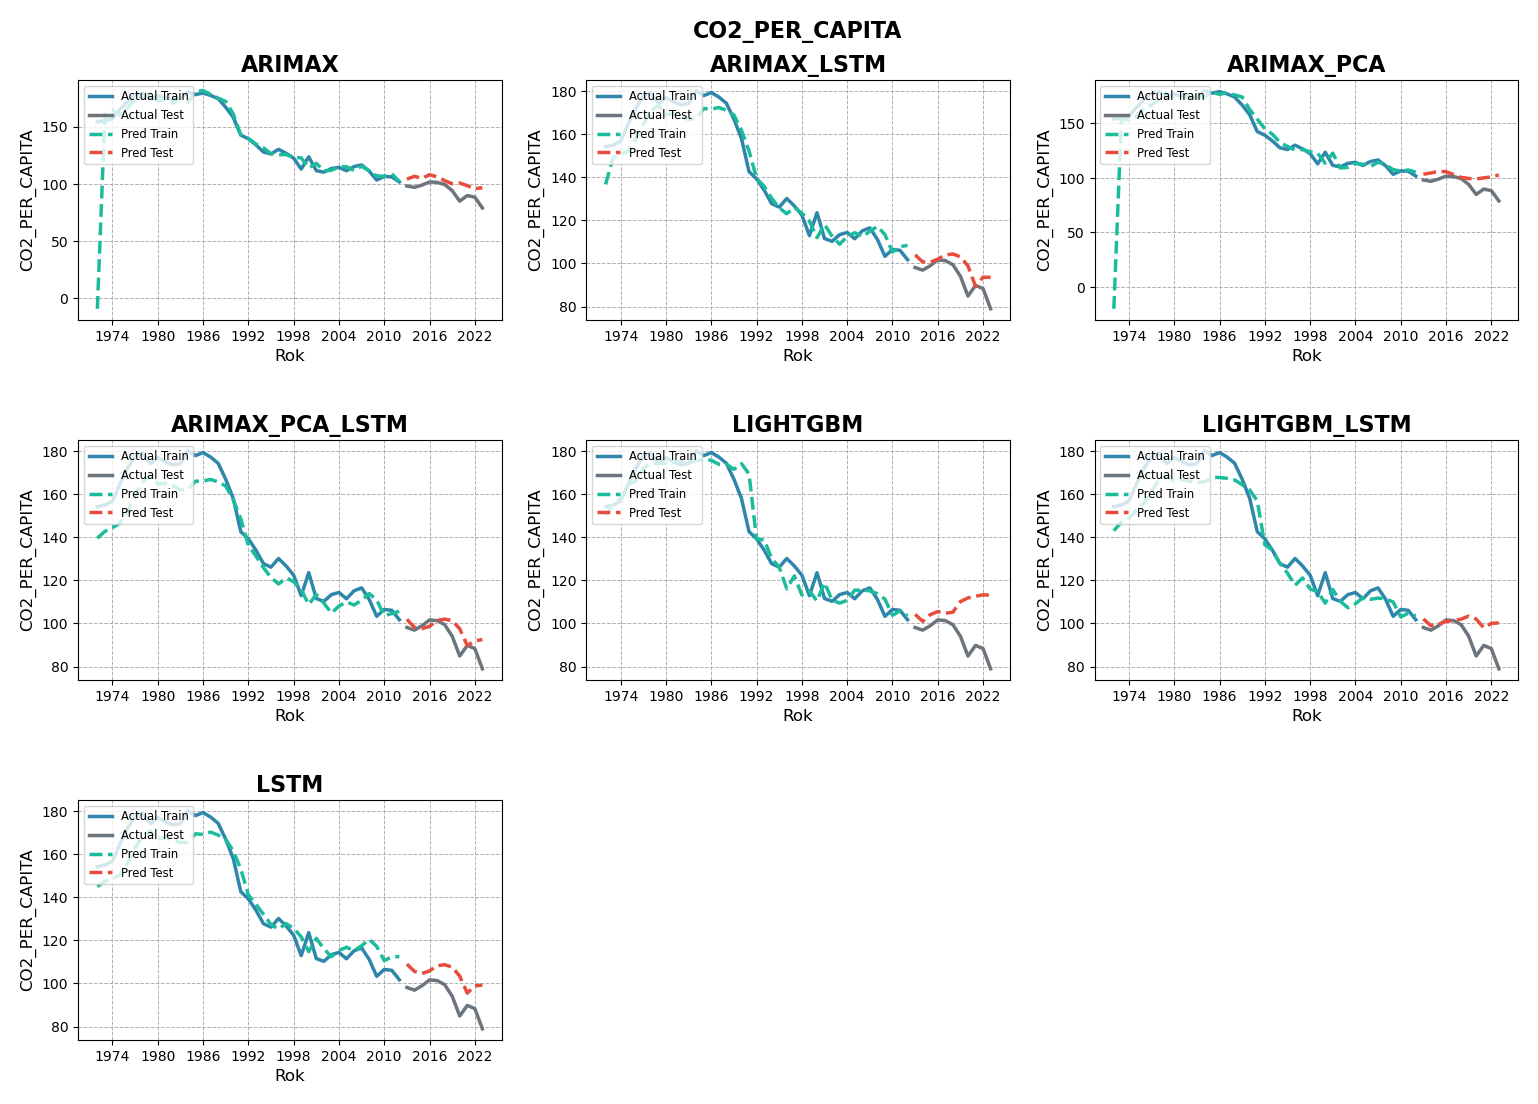 CO2_PER_CAPITA
ARIMAX
CO2_PER_CAPITA
150
100
50
0
Actual Train
Actual Test
Pred Train
Pred Test
1974 1980 1986 1992 1998 2004 2010 2016 2022
Rok
ARIMAX_LSTM
CO2_PER_CAPITA
180
160
140
120
100
80
Actual Train
Actual Test
Pred Train
Pred Test
1974 1980 1986 1992 1998 2004 2010 2016 2022
Rok
ARIMAX_PCA
CO2_PER_CAPITA
150
100
50
0
Actual Train
Actual Test
Pred Train
Pred Test
1974 1980 1986 1992 1998 2004 2010 2016 2022
Rok
ARIMAX_PCA_LSTM
CO2_PER_CAPITA
180
160
140
120
100
80
Actual Train
Actual Test
Pred Train
Pred Test
1974 1980 1986 1992 1998 2004 2010 2016 2022
Rok
LIGHTGBM
CO2_PER_CAPITA
180
160
140
120
100
80
Actual Train
Actual Test
Pred Train
Pred Test
1974 1980 1986 1992 1998 2004 2010 2016 2022
Rok
LIGHTGBM_LSTM
CO2_PER_CAPITA
180
160
140
120
100
80
Actual Train
Actual Test
Pred Train
Pred Test
1974 1980 1986 1992 1998 2004 2010 2016 2022
Rok
LSTM
CO2_PER_CAPITA
180
160
140
120
100
80
Actual Train
Actual Test
Pred Train
Pred Test
1974 1980 1986 1992 1998 2004 2010 2016 2022
Rok